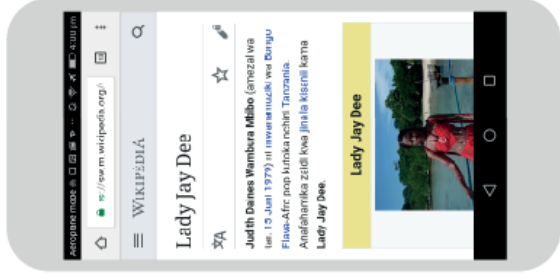 Aeroplane mode
4:00 pm
s://sw.m.wikipedia.org/
WIKIPEDIA
Lady Jay Dee
Judith Daines Wambura Mbibo (amezaliwa
tar. 15 Juni 1979) ni mwanamuziki wa Bongo
Flava-Afro pop kutoka nchini Tanzania.
Anafahamika zaidi kwa jina la kisanii kama
Lady Jay Dee.
Lady Jay Dee